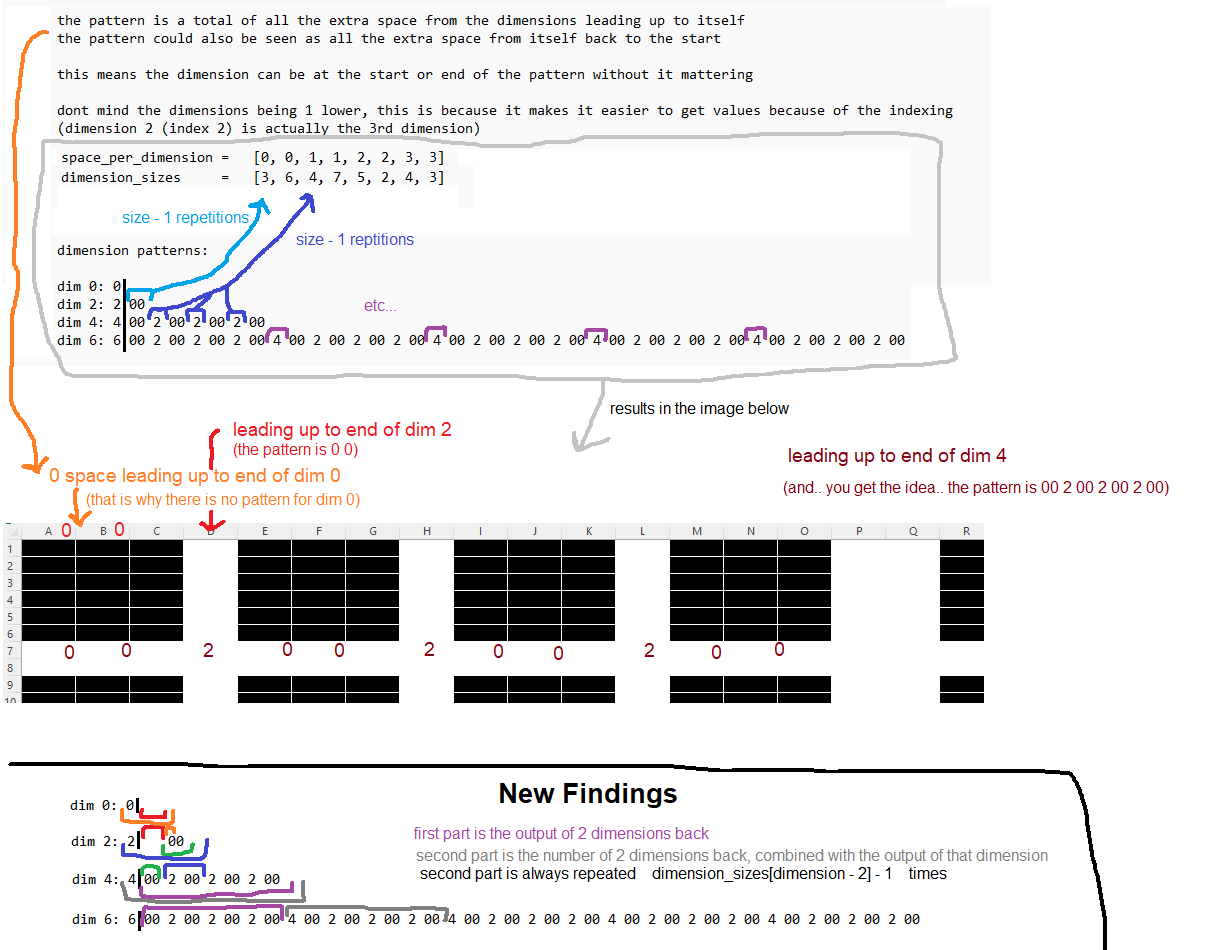 the pattern is a total of all the extra space from the dimensions leading up to itself
the pattern could also be seen as all the extra space from itself back to the start
this means the dimension can be at the start or end of the pattern without it mattering
dont mind the dimensions being 1 lower, this is because it makes it easier to get values because of the indexing
(dimension 2 (index 2) is actually the 3rd dimension)
space_per_dimension = [0, 0, 1, 1, 2, 2, 3, 3]
dimension_sizes = [3, 6, 4, 7, 5, 2, 4, 3]
size - 1 repetitions
size - 1 reptitions
dimension patterns:
dim 0: 0
dim 2: 2 00
etc...
dim 4: 4 00 2 00 2 00 2 00
dim 6: 6 00 2 00 2 00 2 00 4 00 2 00 2 00 2 00 4 00 2 00 2 00 2 00 4 00 2 00 2 00 2 00 4 00 2 00 2 00 2 00
results in the image below
leading up to end of dim 2
(the pattern is 0 0)
leading up to end of dim 4
0 space leading up to end of dim 0
(and.. you get the idea.. the pattern is 00 2 00 2 00 2 00)
(that is why there is no pattern for dim 0)
A 0 B 0 C D E F G H I J K L M N O P Q R
1
2
3
4
5
6
7 0 0 2 0 0 2 0 0 2 0 0
8
9
10
New Findings
dim 0: 0
first part is the output of 2 dimensions back
dim 2: 2 00
second part is the number of 2 dimensions back, combined with the output of that dimension
second part is always repeated dimension_sizes[dimension - 2] - 1 times
dim 4: 4 00 2 00 2 00 2 00
dim 6: 6 00 2 00 2 00 2 00 4 00 2 00 2 00 2 00 4 00 2 00 2 00 2 00 4 00 2 00 2 00 2 00 4 00 2 00 2 00 2 00